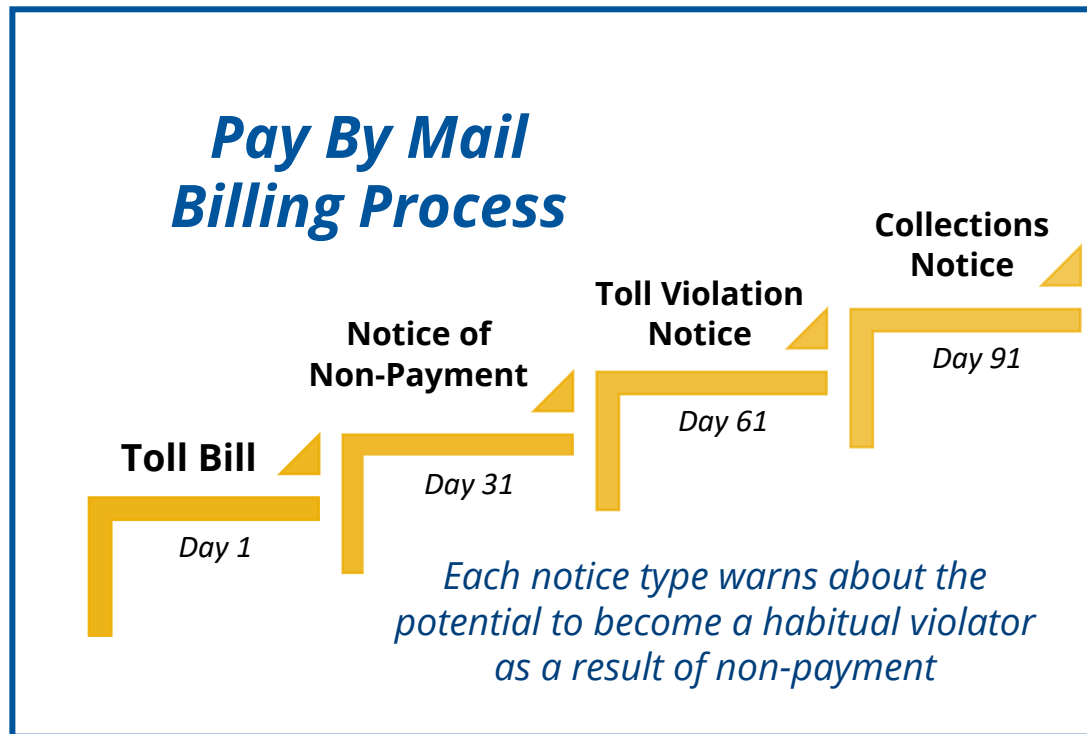 Pay By Mail
Billing Process
Toll Bill
Day 1
Notice of
Non-Payment
Day 31
Toll Violation
Notice
Day 61
Collections
Notice
Day 91
Each notice type warns about the
potential to become a habitual violator
as a result of non-payment